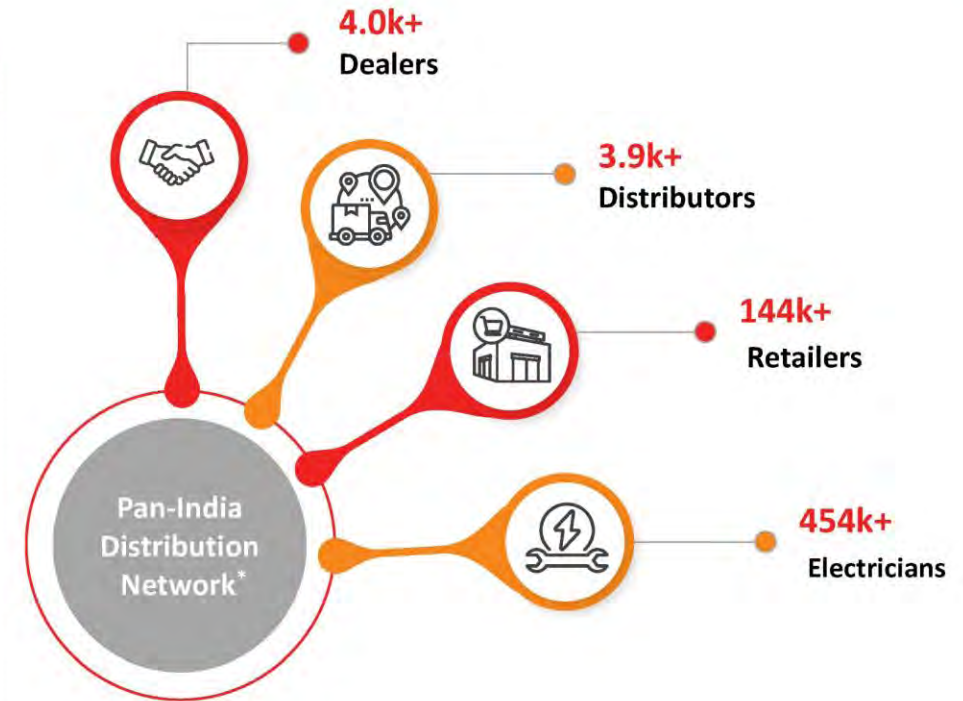 4.0k+
Dealers
3.9k+
Distributors
144k+
Retailers
454k+
Electricians
Pan-India
Distribution
Network*